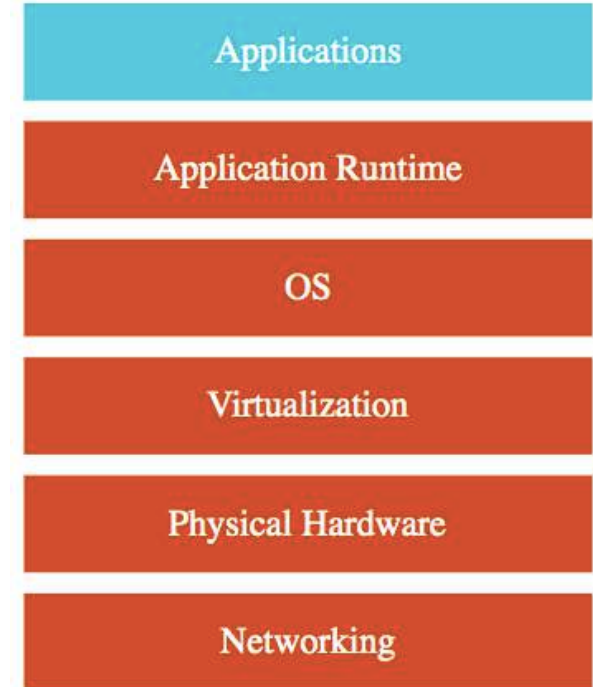 Applications
Application Runtime
OS
Virtualization
Physical Hardware
Networking